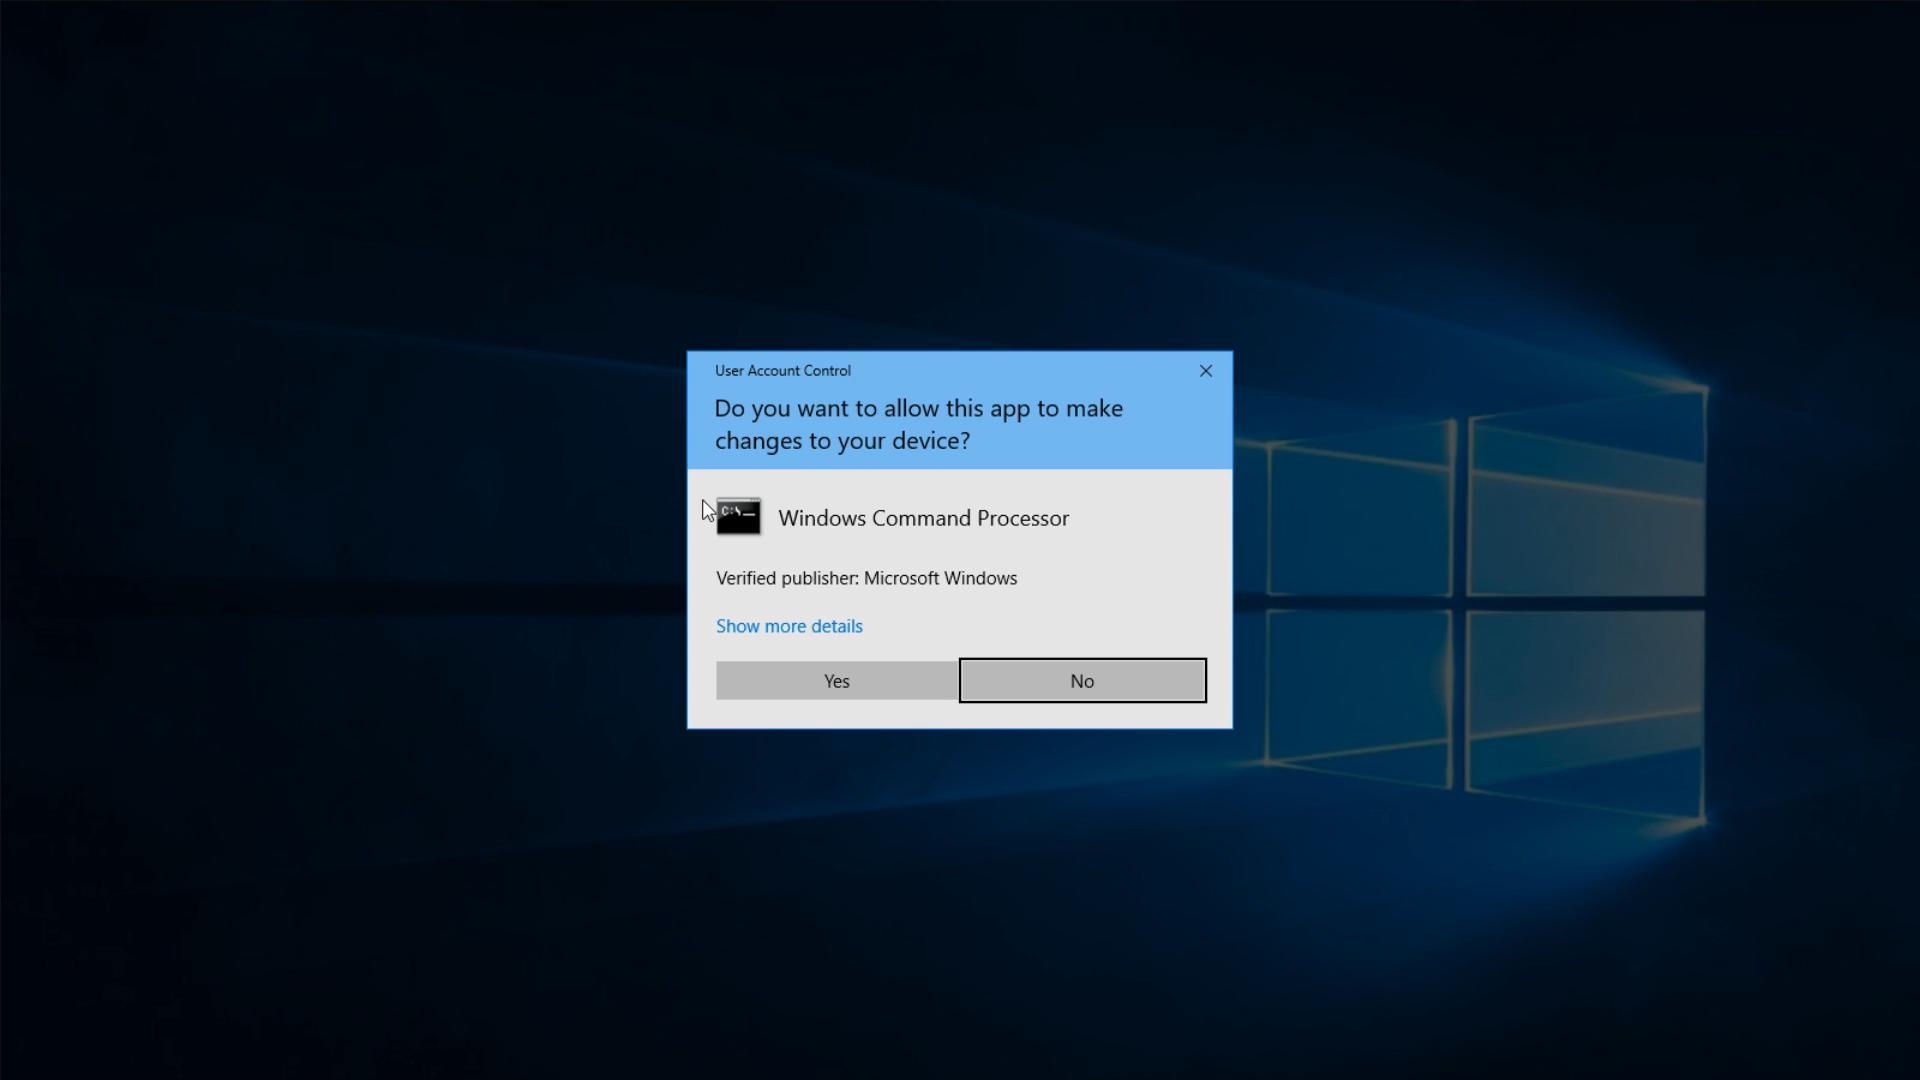 User Account Control
Do you want to allow this app to make
changes to your device?
C:\_
Windows Command Processor
Verified publisher: Microsoft Windows
Show more details
Yes
No